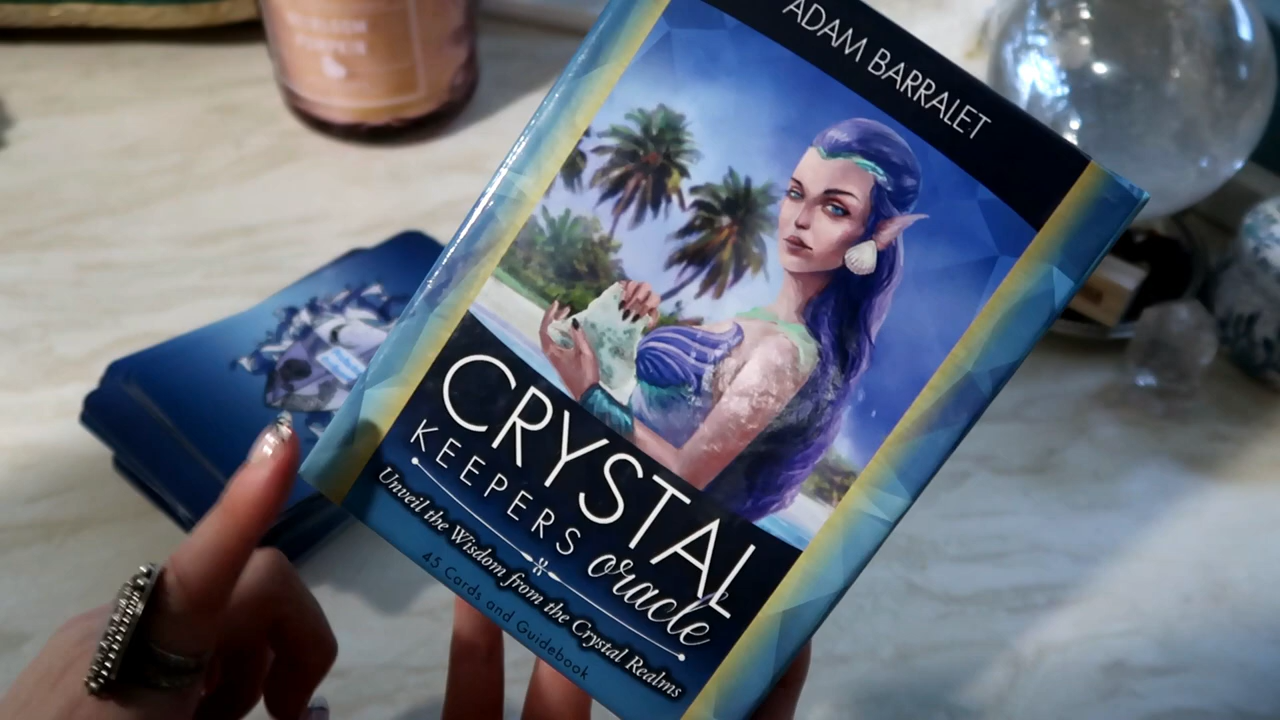 ADAM BARRALET
CRYSTAL
KEEPERS oracle
Unveil the Wisdom from the Crystal Realms
45 Cards and Guidebook